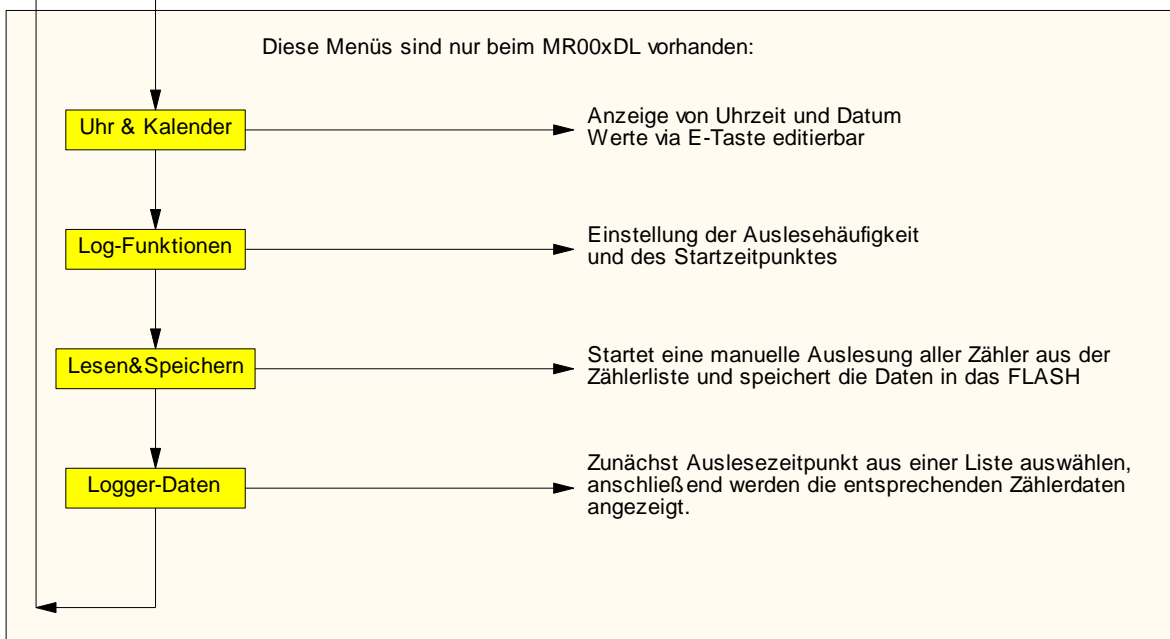 Diese Menüs sind nur beim MR00xDL vorhanden:
Uhr & Kalender
Anzeige von Uhrzeit und Datum
Werte via E-Taste editierbar
Log-Funktionen
Einstellung der Auslesehäufigkeit
und des Startzeitpunktes
Lesen&Speichern
Startet eine manuelle Auslesung aller Zähler aus der
Zählerliste und speichert die Daten in das FLASH
Logger-Daten
Zunächst Auslesezeitpunkt aus einer Liste auswählen,
anschließend werden die entsprechenden Zählerdaten
angezeigt.